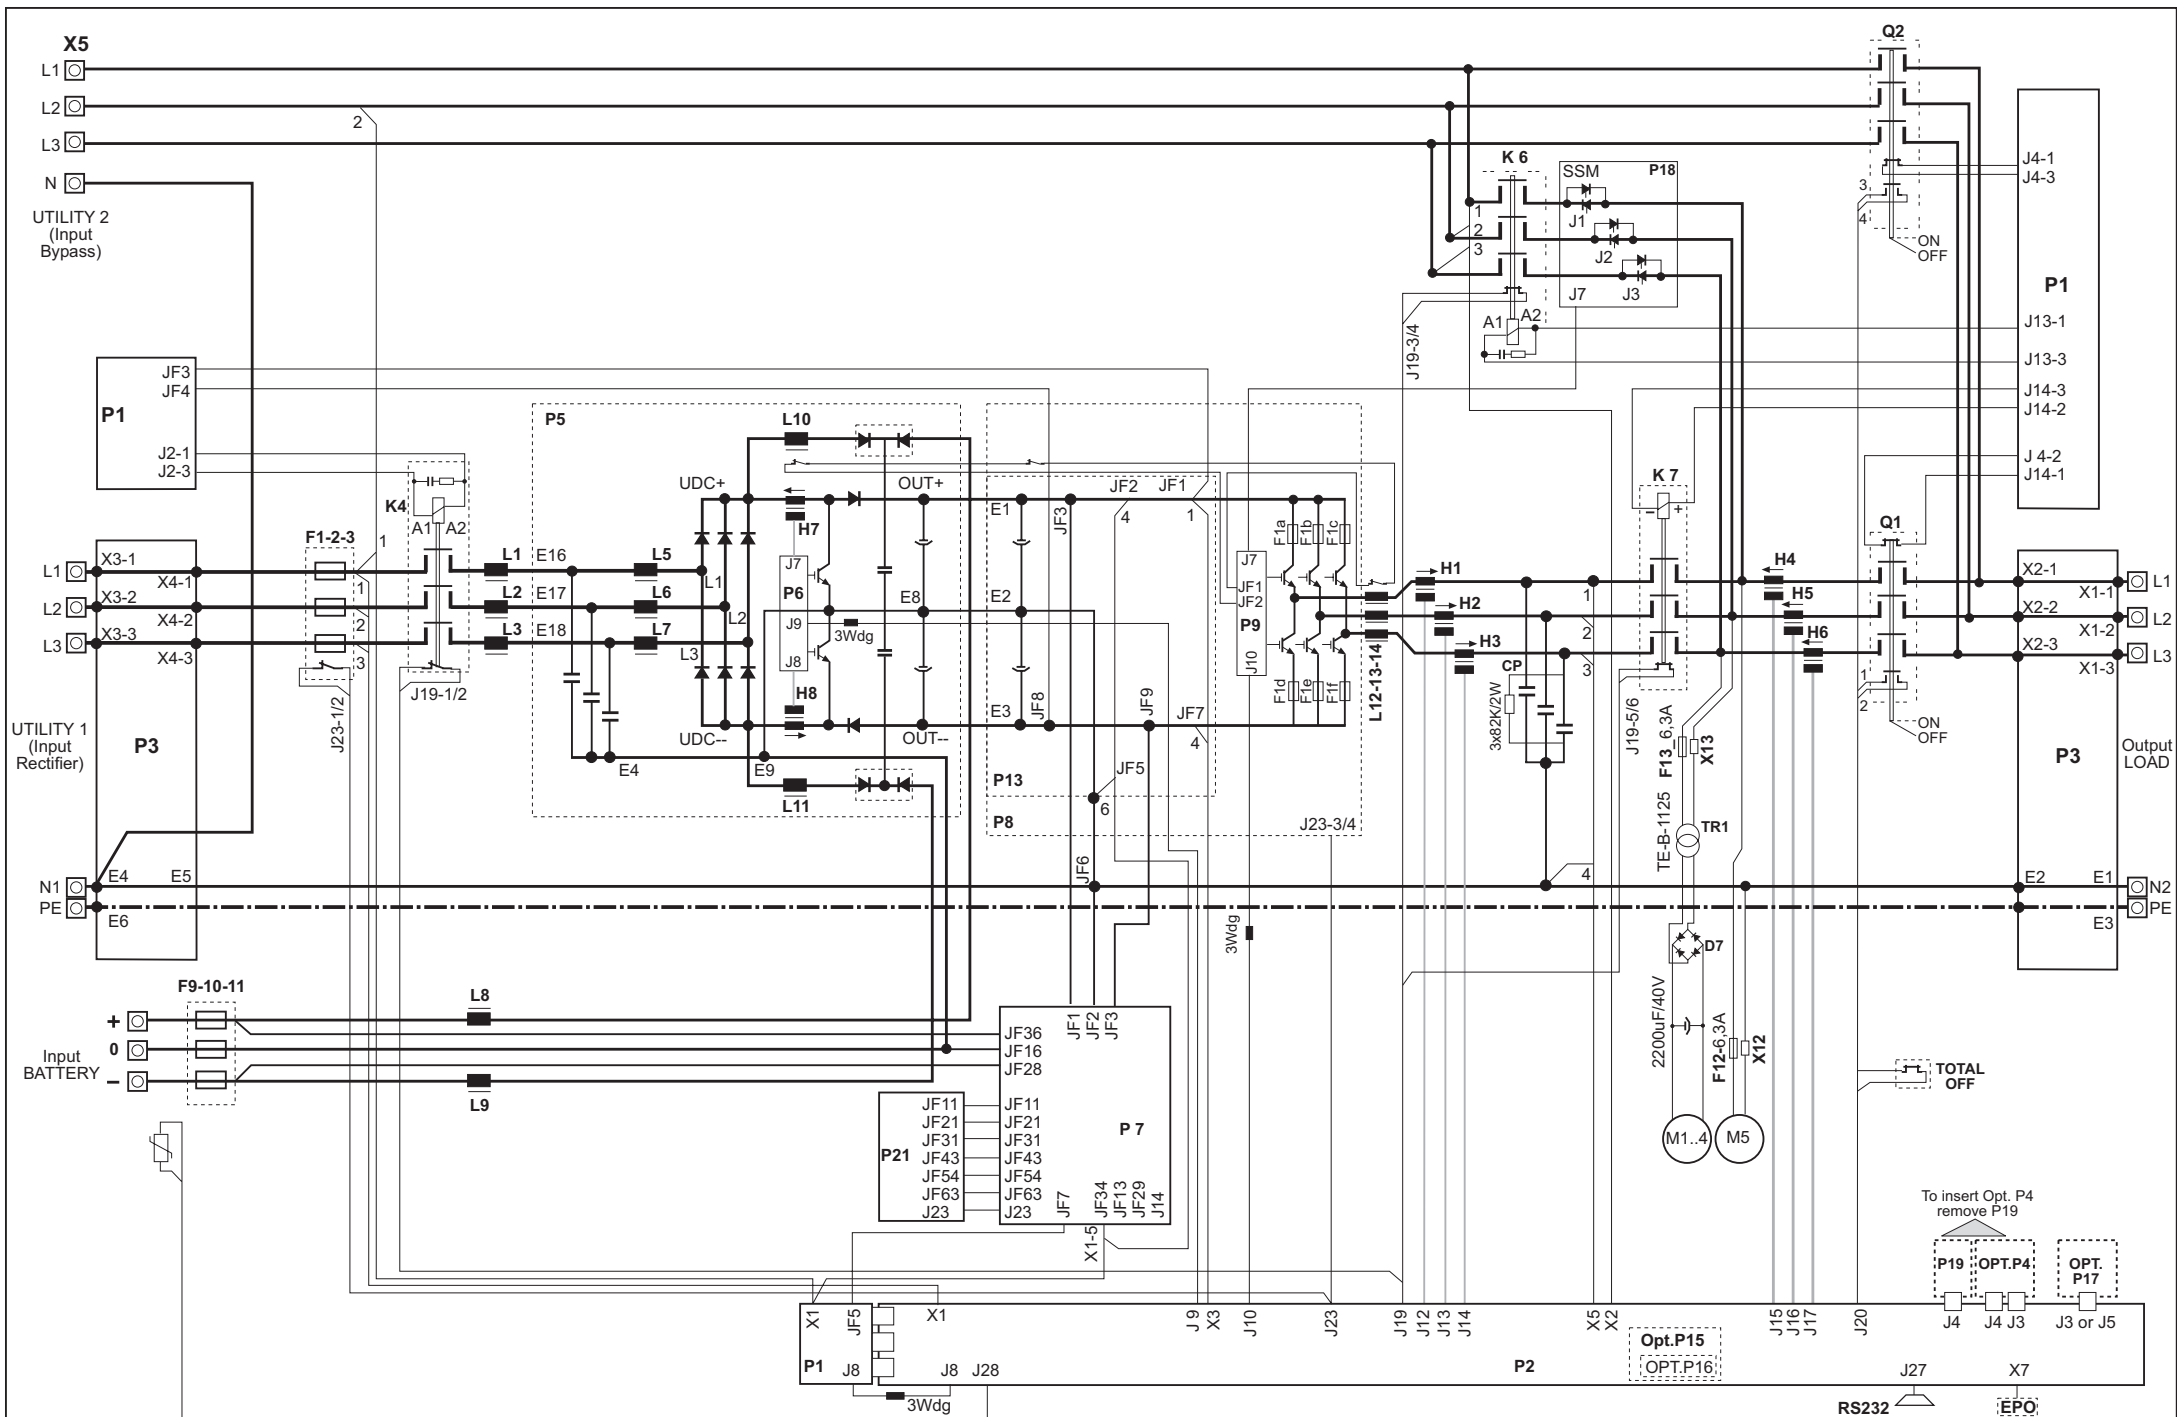 X5
L1
L2
L3
N
UTILITY 2
(Input
Bypass)
2
Q2
J4-1
J4-3
3
4
ON
OFF
P1
J13-1
J13-3
J14-3
J14-2
J 4-2
J14-1
K 6
1
2
3
SSM
P18
J1
J2
J3
J7
A1
A2
J19-3/4
P1
JF3
JF4
J2-1
J2-3
K4
A1
A2
J19-1/2
F1-2-3
1
1
2
3
J23-1/2
L1
L2
L3
X3-1
X4-1
X3-2
X4-2
X3-3
X4-3
UTILITY 1
(Input
Rectifier)
P3
N1
PE
E4
E5
E6
L1
L2
L3
E16
E17
E18
P5
L5
L6
L7
L10
L11
UDC+
UDC--
OUT+
OUT--
L1
L2
L3
H7
J7
P6
J9
J8
H8
3Wdg
E8
E4
E9
E1
E2
E3
JF3
JF2
4
JF1
1
JF8
JF9
JF7
4
JF5
6
P13
P8
J23-3/4
JF6
J7
JF1
JF2
P9
J10
F1a
F1b
F1c
F1d
F1e
F1f
L12-13-14
3Wdg
H1
H2
H3
CP
3x82K/2W
1
2
3
4
K 7
–
+
J19-5/6
H4
H5
H6
F13
6,3A
X13
TE-B-1125
TR1
D7
2200uF/40V
F12-6,3A
X12
M1..4
M5
Q1
1
2
ON
OFF
X2-1
X1-1
X2-2
X1-2
X2-3
X1-3
L1
L2
L3
P3
Output
LOAD
E2
E1
E3
N2
PE
TOTAL
OFF
F9-10-11
+
0
–
Input
BATTERY
L8
L9
JF1
JF2
JF3
JF36
JF16
JF28
P21
JF11
JF21
JF31
JF43
JF54
JF63
J23
JF11
JF21
JF31
JF43
JF54
JF63
J23
P 7
JF7
JF34
JF13
JF29
J14
X1-5
To insert Opt. P4
remove P19
P19
OPT.P4
OPT.
P17
J4
J4
J3
J3 or J5
X1
JF5
P1
J8
X1
J8
J28
3Wdg
J 9
X3
J10
J23
J19
J12
J13
J14
X5
X2
J15
J16
J17
J20
P2
Opt.P15
OPT.P16
J27
X7
RS232
EPO